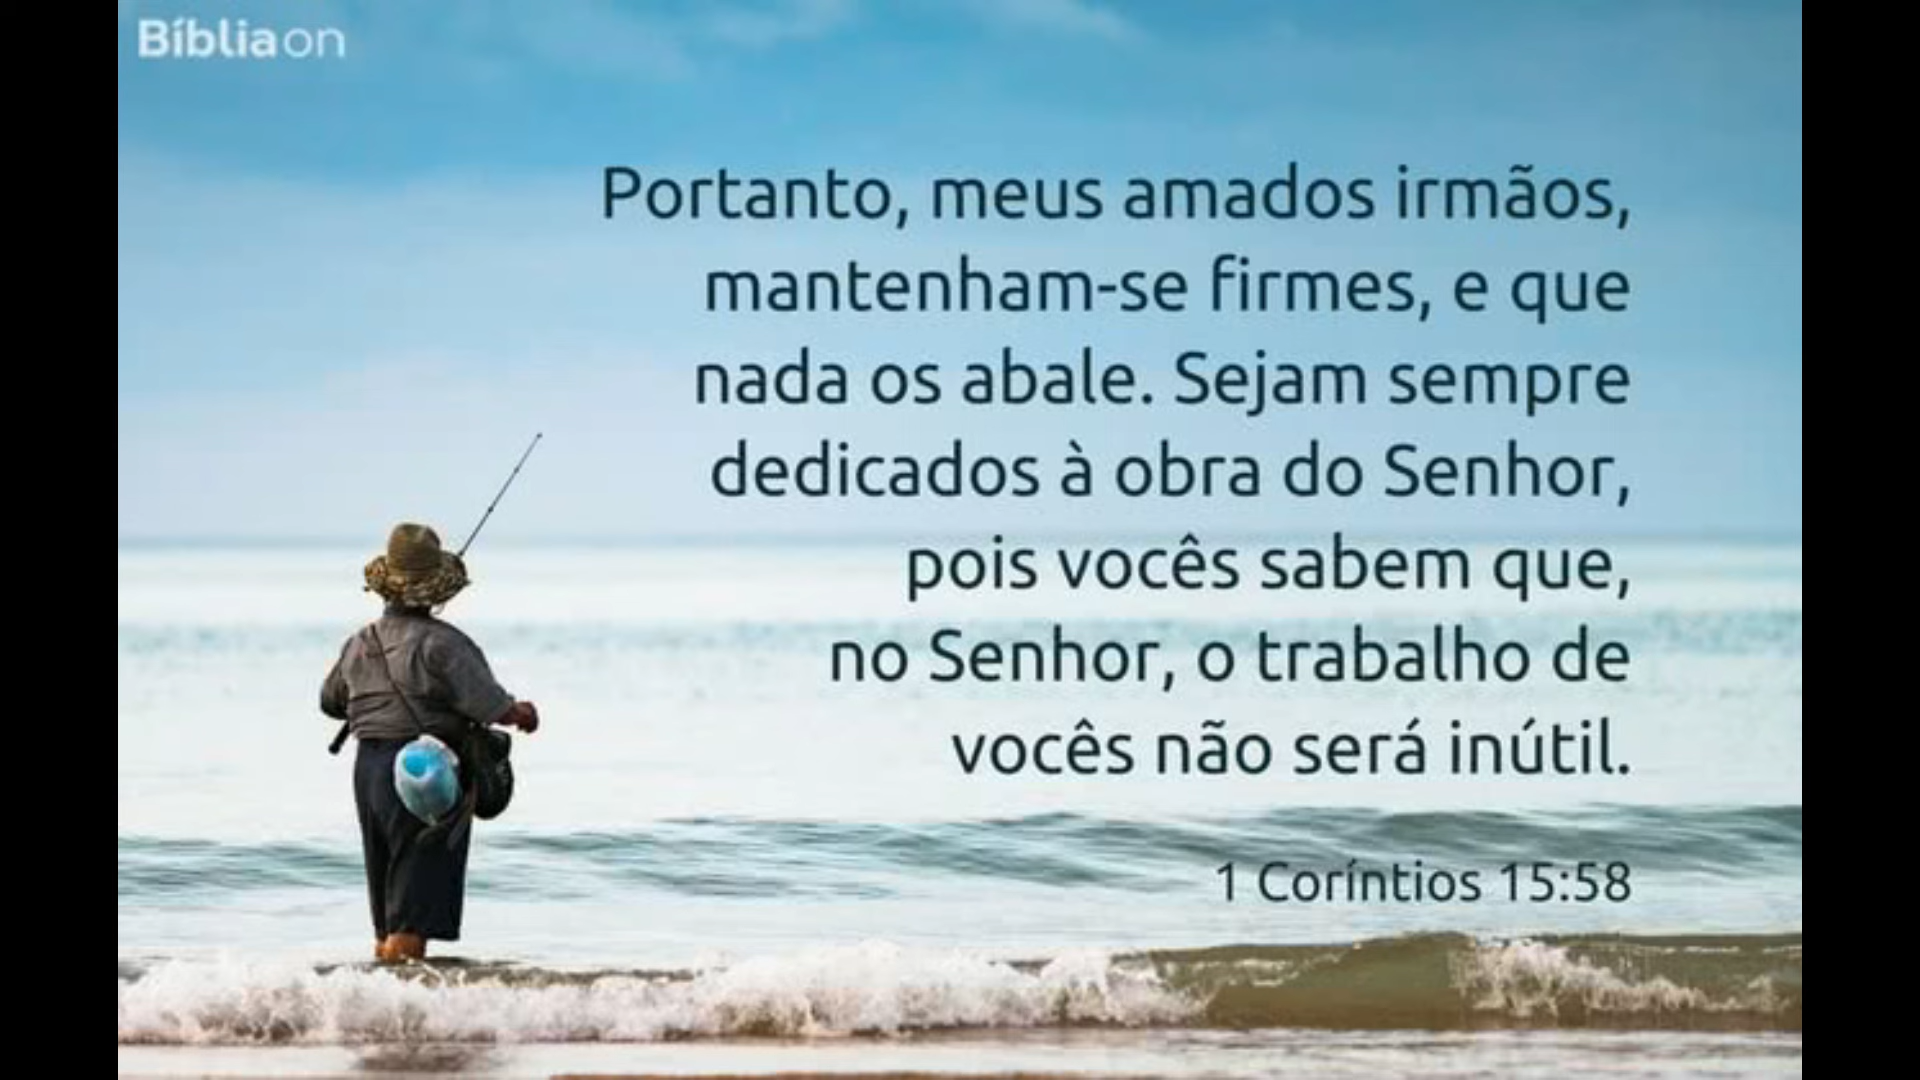 Bíbliaon
Portanto, meus amados irmãos,
mantenham-se firmes, e que
nada os abale. Sejam sempre
dedicados à obra do Senhor,
pois vocês sabem que,
no Senhor, o trabalho de
vocês não será inútil.
1 Coríntios 15:58